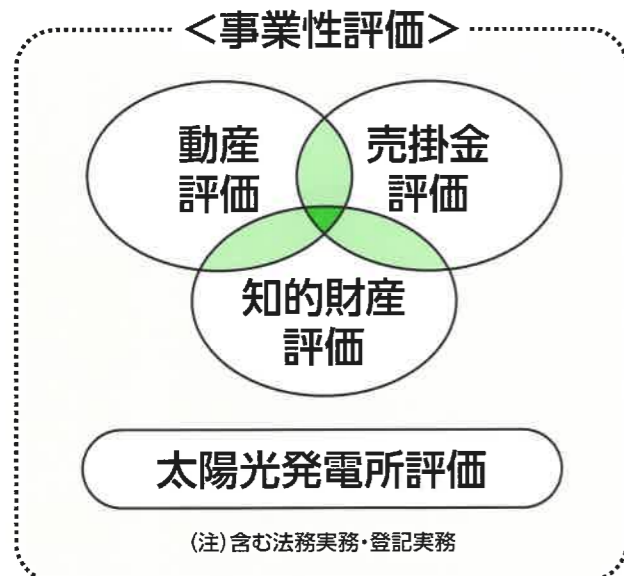 <事業性評価>
動産
評価
売掛金
評価
知的財産
評価
太陽光発電所評価
(注)含む法務実務・登記実務